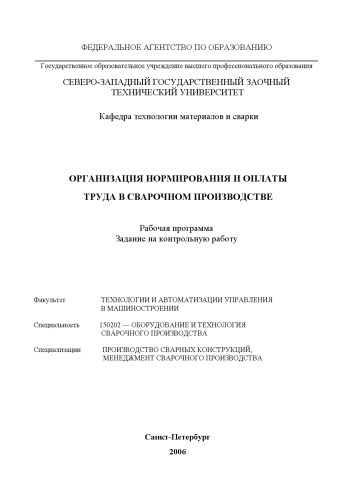 ФЕДЕРАЛЬНОЕ АГЕНТСТВО ПО ОБРАЗОВАНИЮ
Государственное образовательное учреждение высшего профессионального образования
СЕВЕРО-ЗАПАДНЫЙ ГОСУДАРСТВЕННЫЙ ЗАОЧНЫЙ
ТЕХНИЧЕСКИЙ УНИВЕРСИТЕТ
Кафедра технологии материалов и сварки
ОРГАНИЗАЦИЯ НОРМИРОВАНИЯ И ОПЛАТЫ
ТРУДА В СВАРОЧНОМ ПРОИЗВОДСТВЕ
Рабочая программа
Задание на контрольную работу
Факультет ТЕХНОЛОГИИ И АВТОМАТИЗАЦИИ УПРАВЛЕНИЯ
В МАШИНОСТРОЕНИИ
Специальность 150202 — ОБОРУДОВАНИЕ И ТЕХНОЛОГИЯ
СВАРОЧНОГО ПРОИЗВОДСТВА
Специализации ПРОИЗВОДСТВО СВАРНЫХ КОНСТРУКЦИЙ,
МЕНЕДЖМЕНТ СВАРОЧНОГО ПРОИЗВОДСТВА
Санкт-Петербург
2006